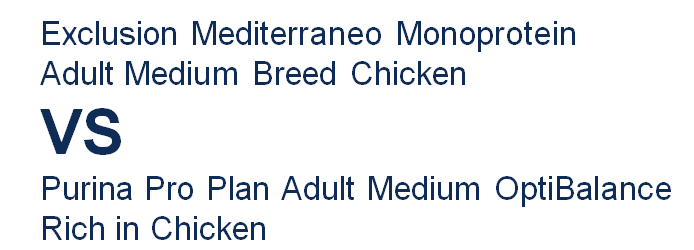 Exclusion Mediterraneo Monoprotein
Adult Medium Breed Chicken
VS
Purina Pro Plan Adult Medium OptiBalance
Rich in Chicken